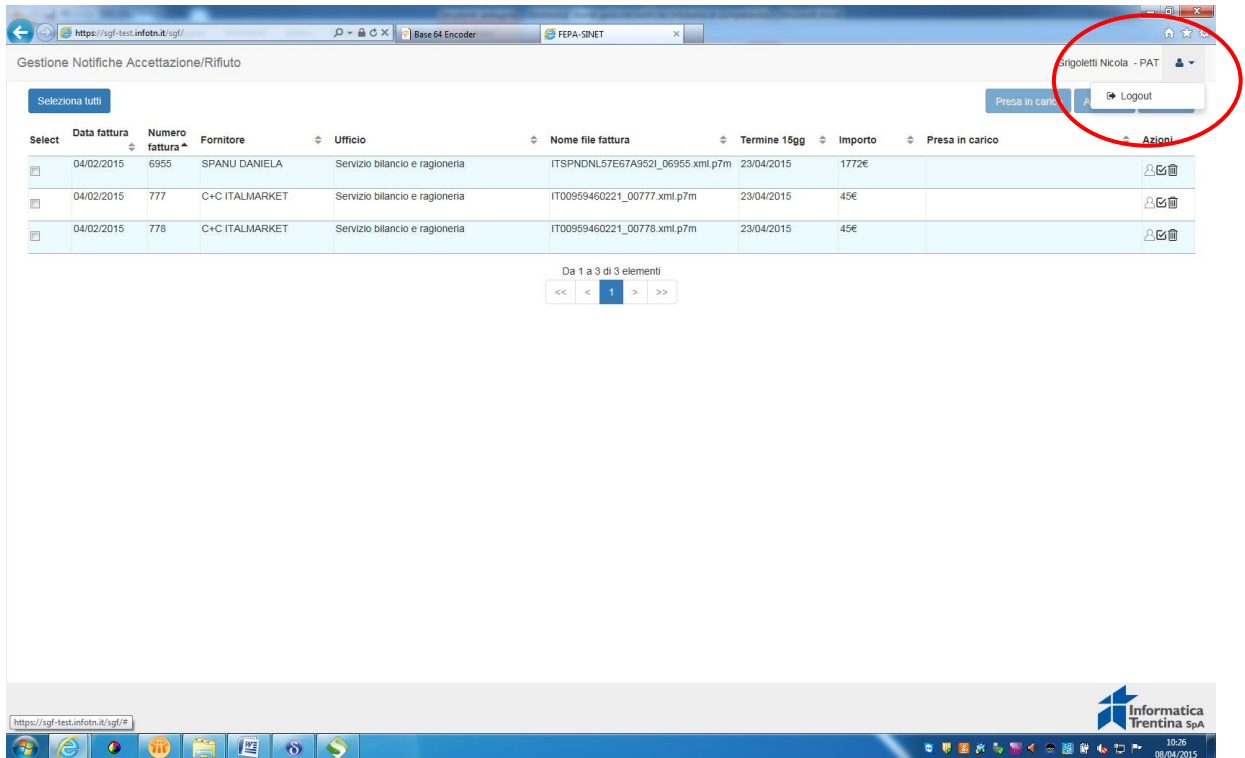 https://sgf-test.infotn.it/sgf/
Base 64 Encoder
FEPA-SINET
Gestione Notifiche Accettazione/Rifiuto
Grigoletti Nicola - PAT
Logout
Seleziona tutti
Presa in carico
Select Data fattura Numero fattura Fornitore Ufficio Nome file fattura Termine 15gg Importo Presa in carico Azioni
04/02/2015 6955 SPANU DANIELA Servizio bilancio e ragioneria ITSPNDNL57E67A952I_06955.xml.p7m 23/04/2015 1772€
04/02/2015 777 C+C ITALMARKET Servizio bilancio e ragioneria IT00959460221_00777.xml.p7m 23/04/2015 45€
04/02/2015 778 C+C ITALMARKET Servizio bilancio e ragioneria IT00959460221_00778.xml.p7m 23/04/2015 45€
Da 1 a 3 di 3 elementi
<< < 1 > >>
Informatica
Trentina SpA
https://sgf-test.infotn.it/sgf/#
10:26
08/04/2015